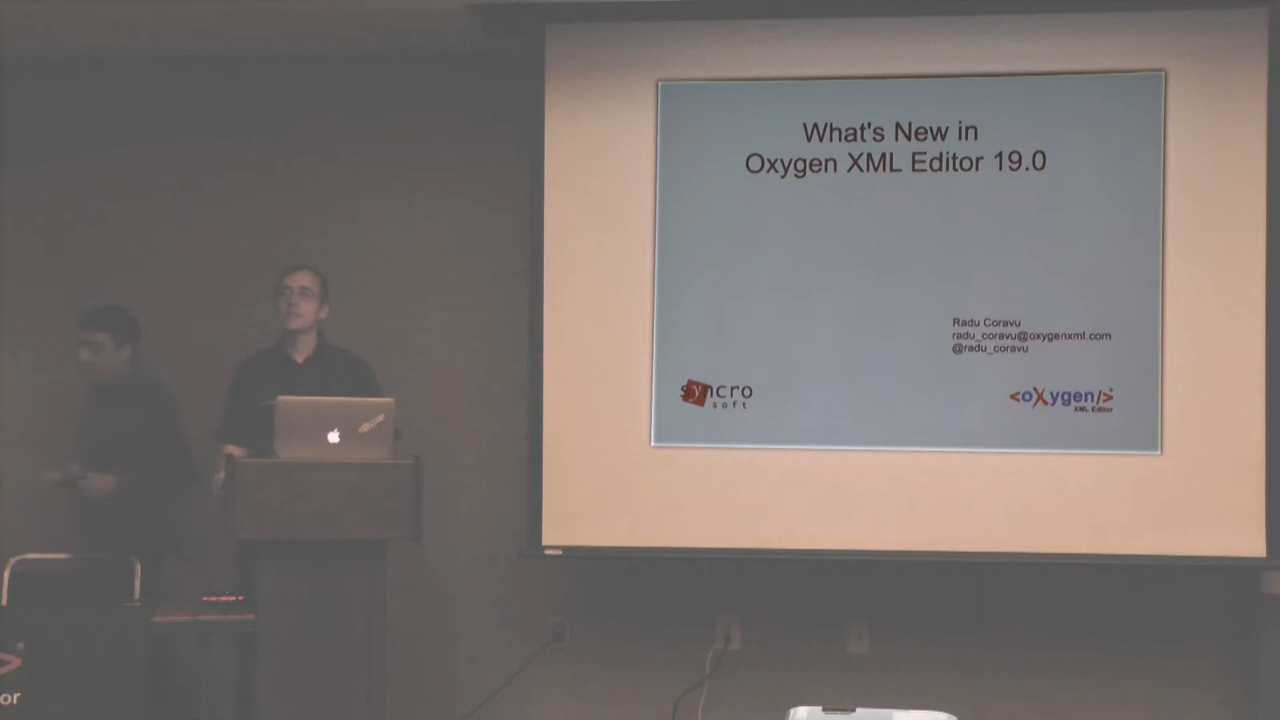 What's New in
Oxygen XML Editor 19.0
Radu Coravu
radu_coravu@oxygenxml.com
@radu_coravu
syncro
soft
<oXygen/>
XML Editor
>
or